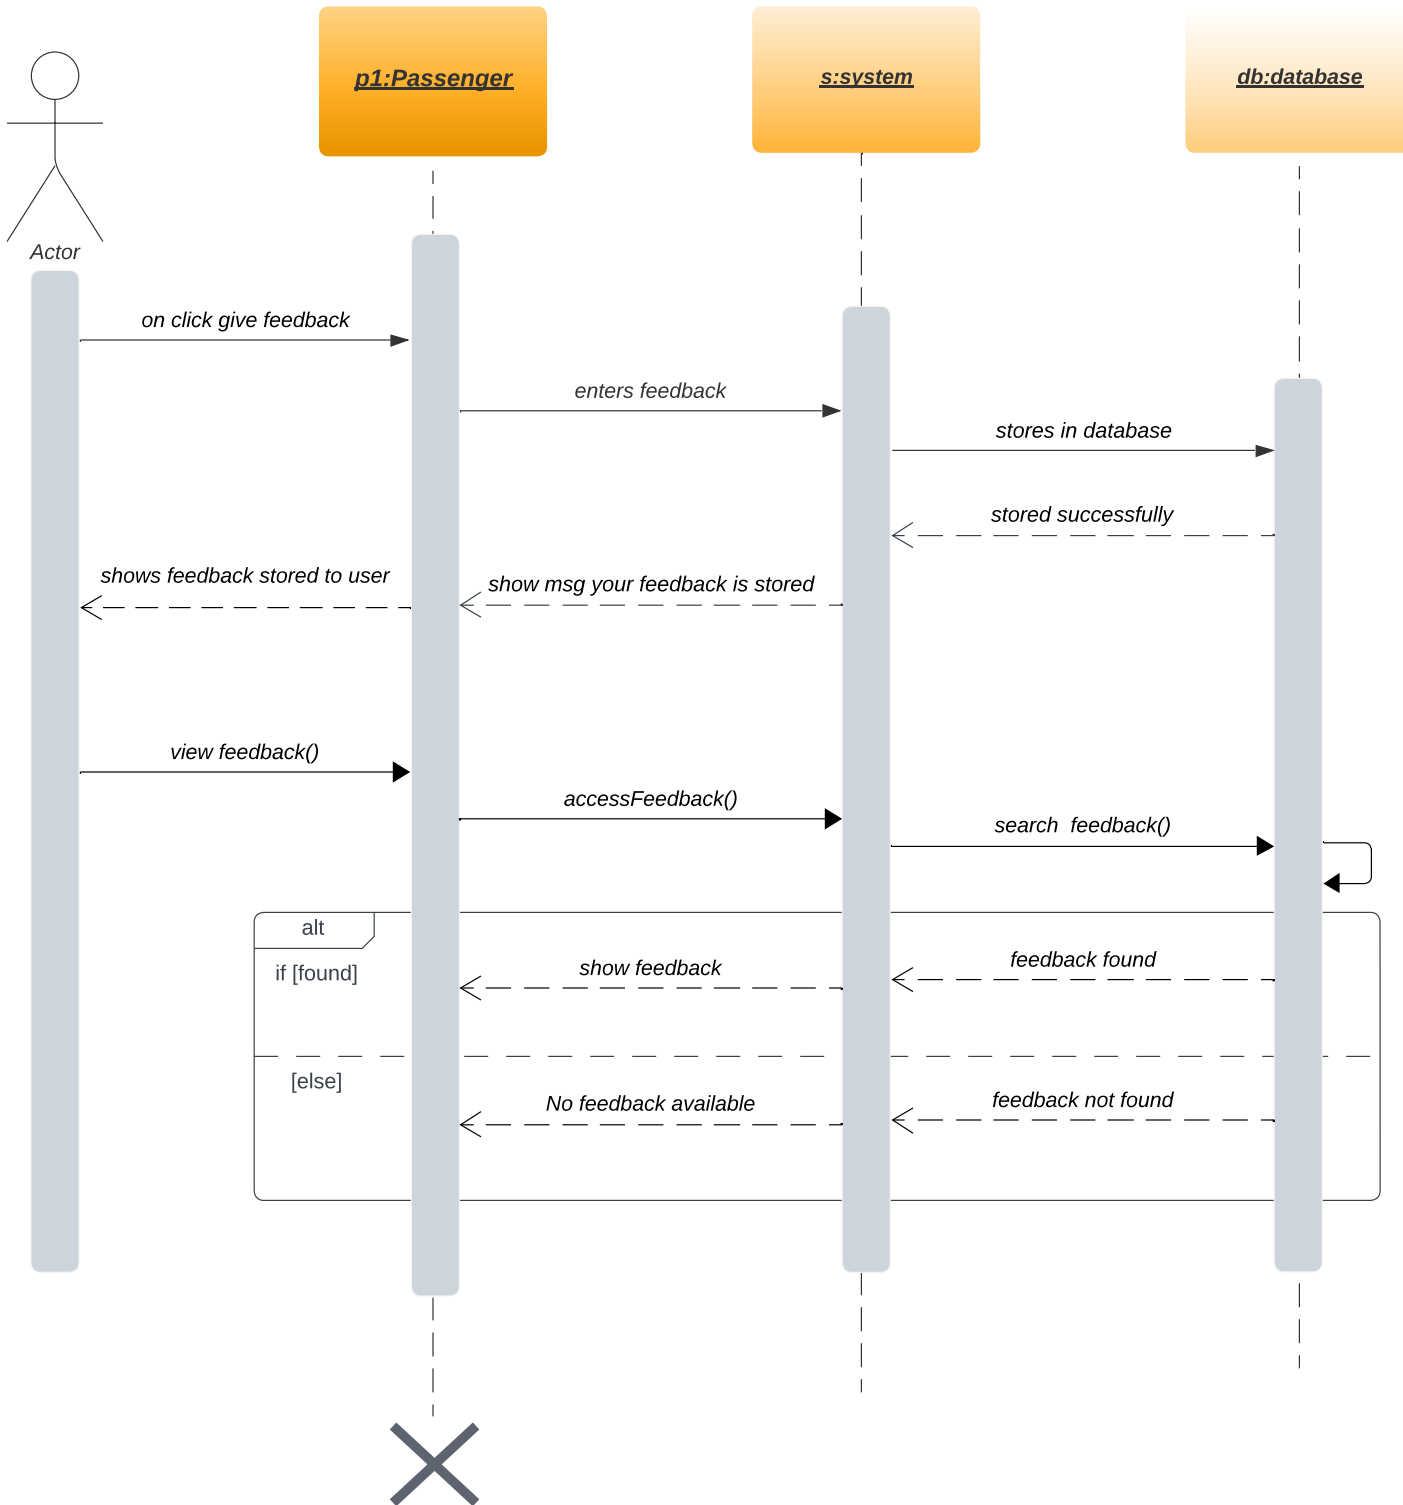 p1:Passenger
s:system
db:database
Actor
on click give feedback
enters feedback
stores in database
stored successfully
shows feedback stored to user
show msg your feedback is stored
view feedback()
accessFeedback()
search  feedback()
alt
if [found]
show feedback
feedback found
[else]
No feedback available
feedback not found